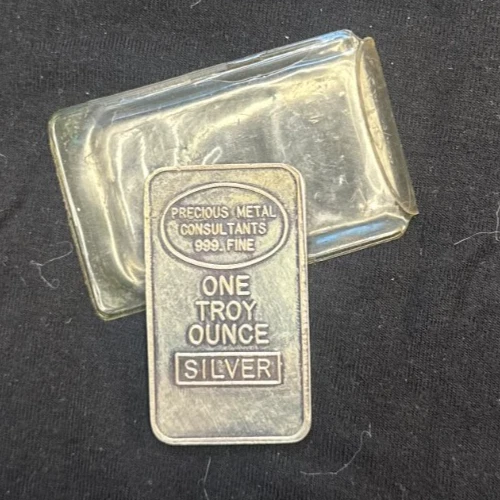 PRECIOUS METAL
CONSULTANTS
999. FINE
ONE
TROY
OUNCE
SILVER